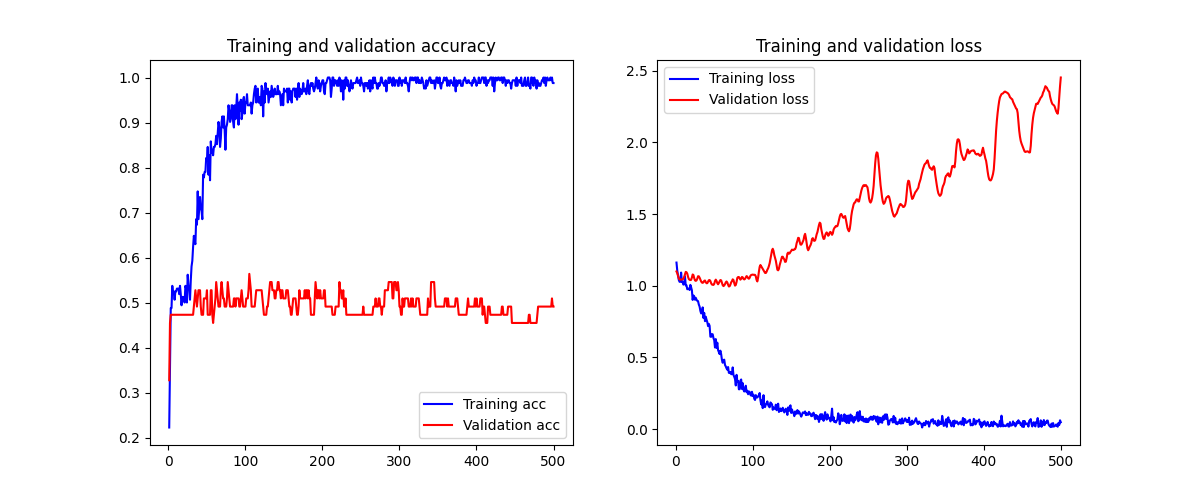 Training and validation accuracy
1.0
0.9
0.8
0.7
0.6
0.5
0.4
0.3
0.2
Training acc
Validation acc
0 100 200 300 400 500
Training and validation loss
Training loss
Validation loss
2.5
2.0
1.5
1.0
0.5
0.0
0 100 200 300 400 500